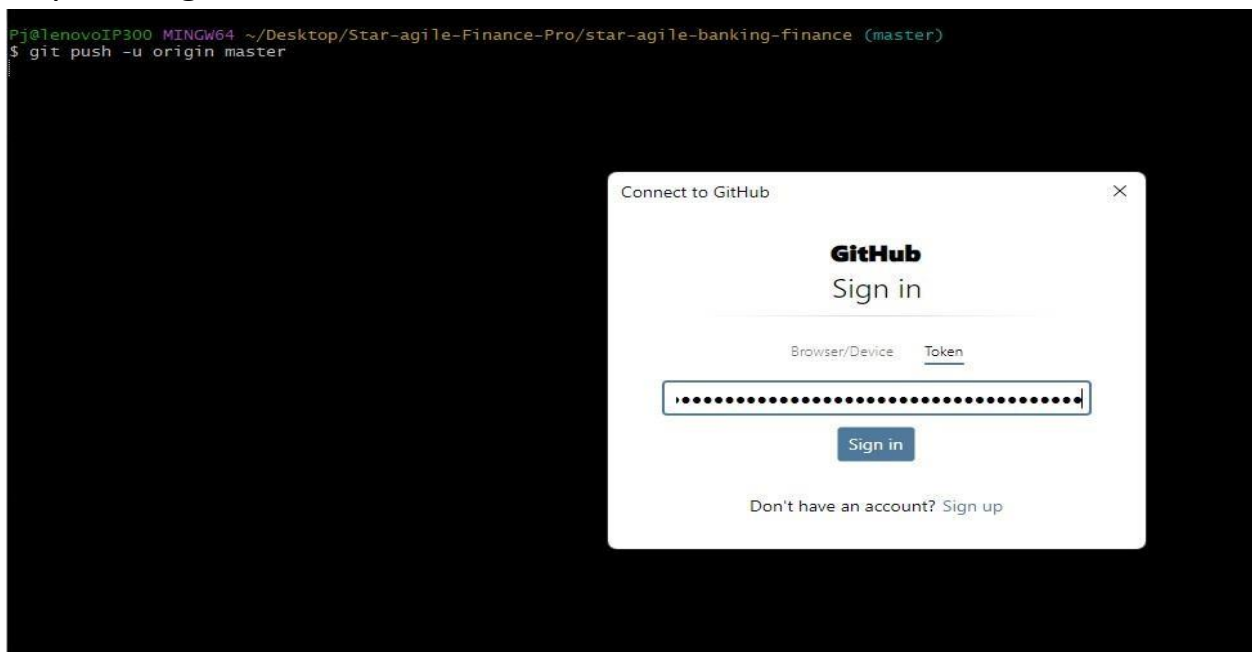 Pj@lenovoIP300 MINGW64 ~/Desktop/Star-agile-Finance-Pro/star-agile-banking-finance (master)
$ git push -u origin master
Connect to GitHub
GitHub
Sign in
Browser/Device Token
Sign in
Don't have an account? Sign up